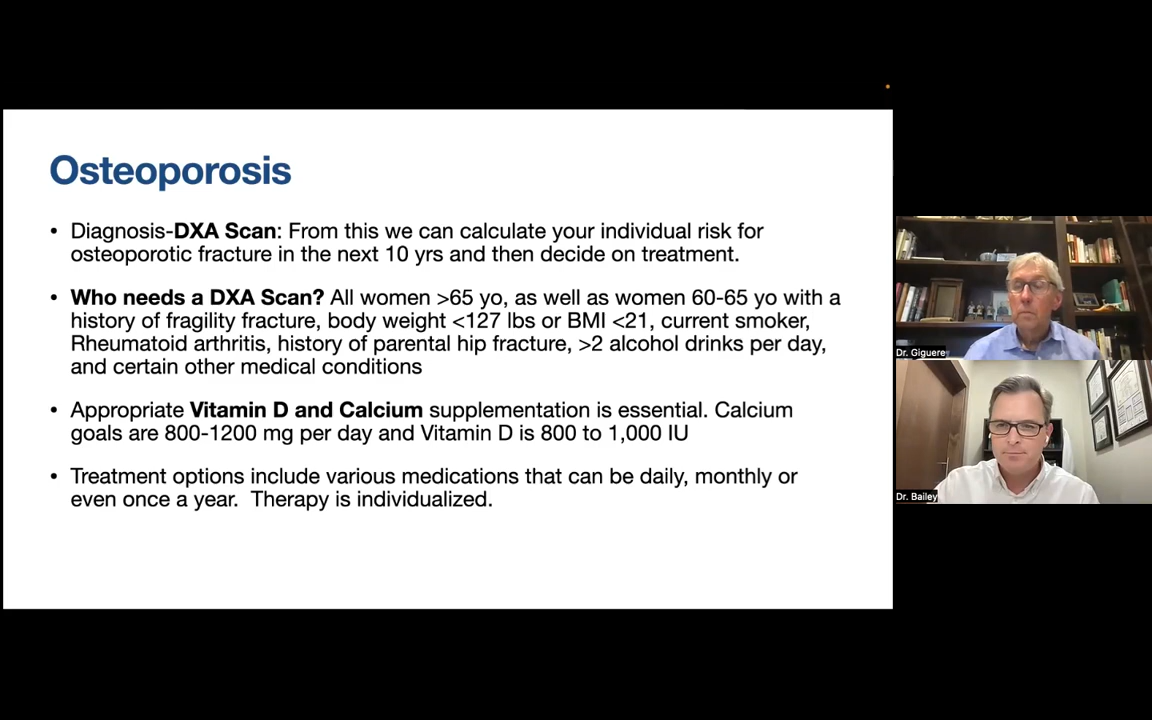 Osteoporosis
• Diagnosis-DXA Scan: From this we can calculate your individual risk for
osteoporotic fracture in the next 10 yrs and then decide on treatment.
• Who needs a DXA Scan? All women >65 yo, as well as women 60-65 yo with a
history of fragility fracture, body weight <127 lbs or BMI <21, current smoker,
Rheumatoid arthritis, history of parental hip fracture, >2 alcohol drinks per day,
and certain other medical conditions
• Appropriate Vitamin D and Calcium supplementation is essential. Calcium
goals are 800-1200 mg per day and Vitamin D is 800 to 1,000 IU
• Treatment options include various medications that can be daily, monthly or
even once a year.  Therapy is individualized.
Dr. Giguere
Dr. Bailey